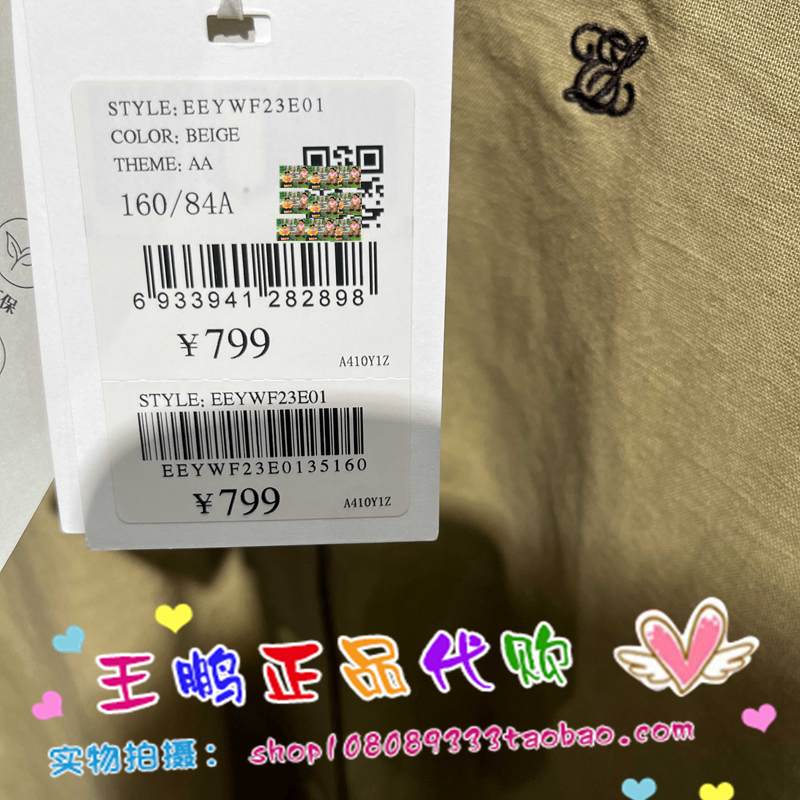 STYLE: EEYWF23E01
COLOR: BEIGE
THEME: AA
160/84A
6 933941 282898
¥799
A410Y1Z
STYLE: EEYWF23E01
EEYWF23E0135160
¥799
A410Y1Z
保
王鹏正品代购
实物拍摄：shop108089333taobao.com